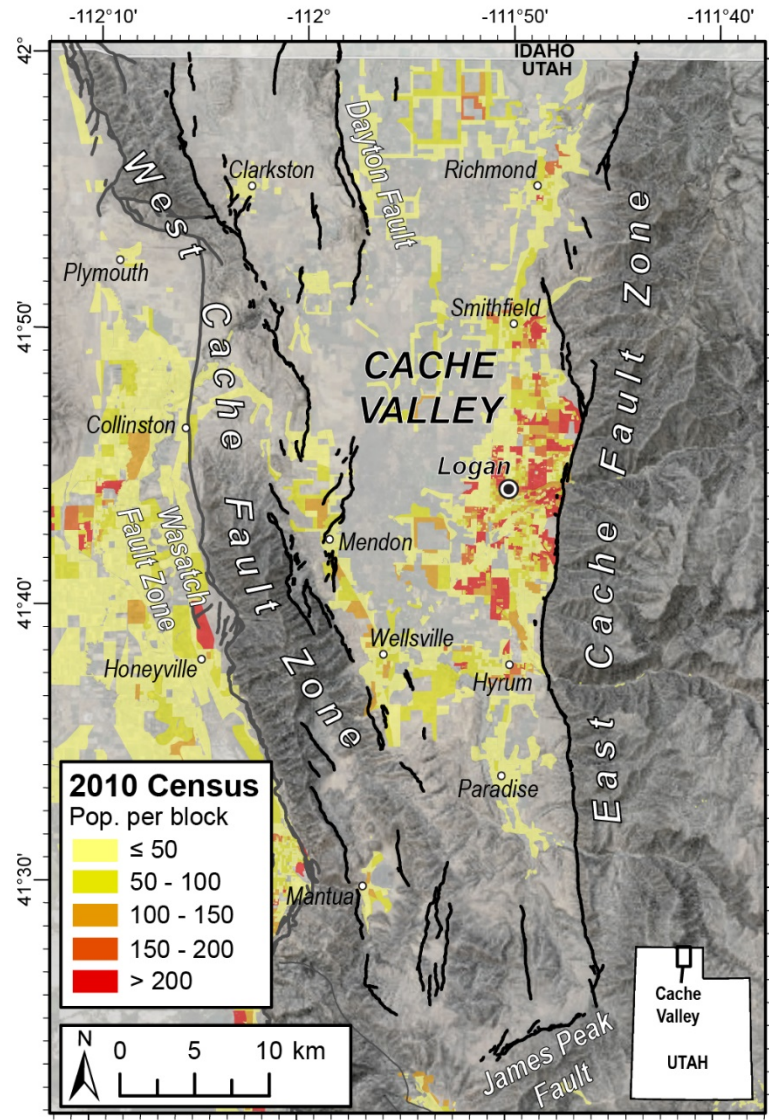 -112°10' -112° -111°50' -111°40'
42°
41°50'
41°40'
41°30'
IDAHO
UTAH
Clarkston
Dayton Fault
Richmond
West Cache Fault Zone
Plymouth
Smithfield
CACHE
VALLEY
Collinston
Logan
East Cache Fault Zone
Wasatch
Fault Zone
Mendon
Wellsville
Honeyville
Hyrum
Paradise
Mantua
2010 Census
Pop. per block
≤ 50
50 - 100
100 - 150
150 - 200
> 200
N
0 5 10 km
James Peak
Fault
Cache
Valley
UTAH